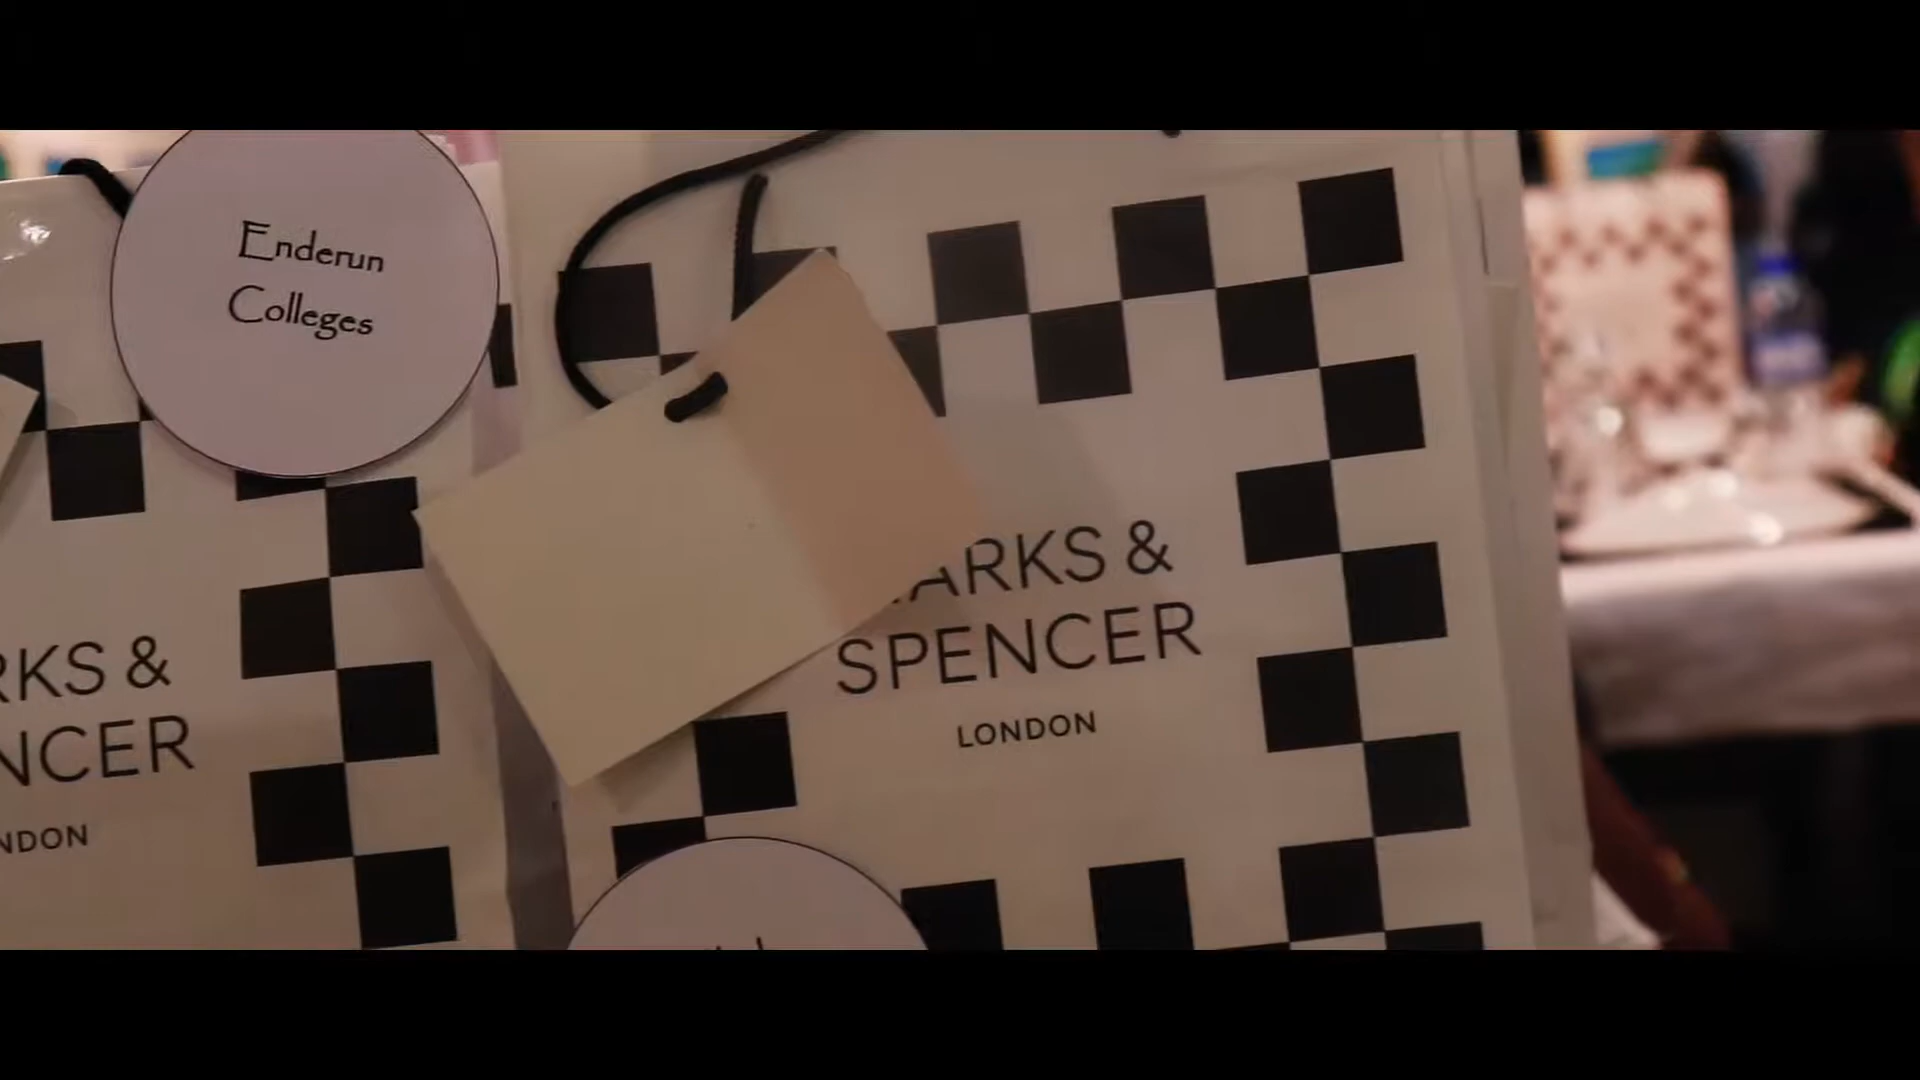 Enderun
Colleges
ARKS &
SPENCER
LONDON
RKS &
NCER
NDON